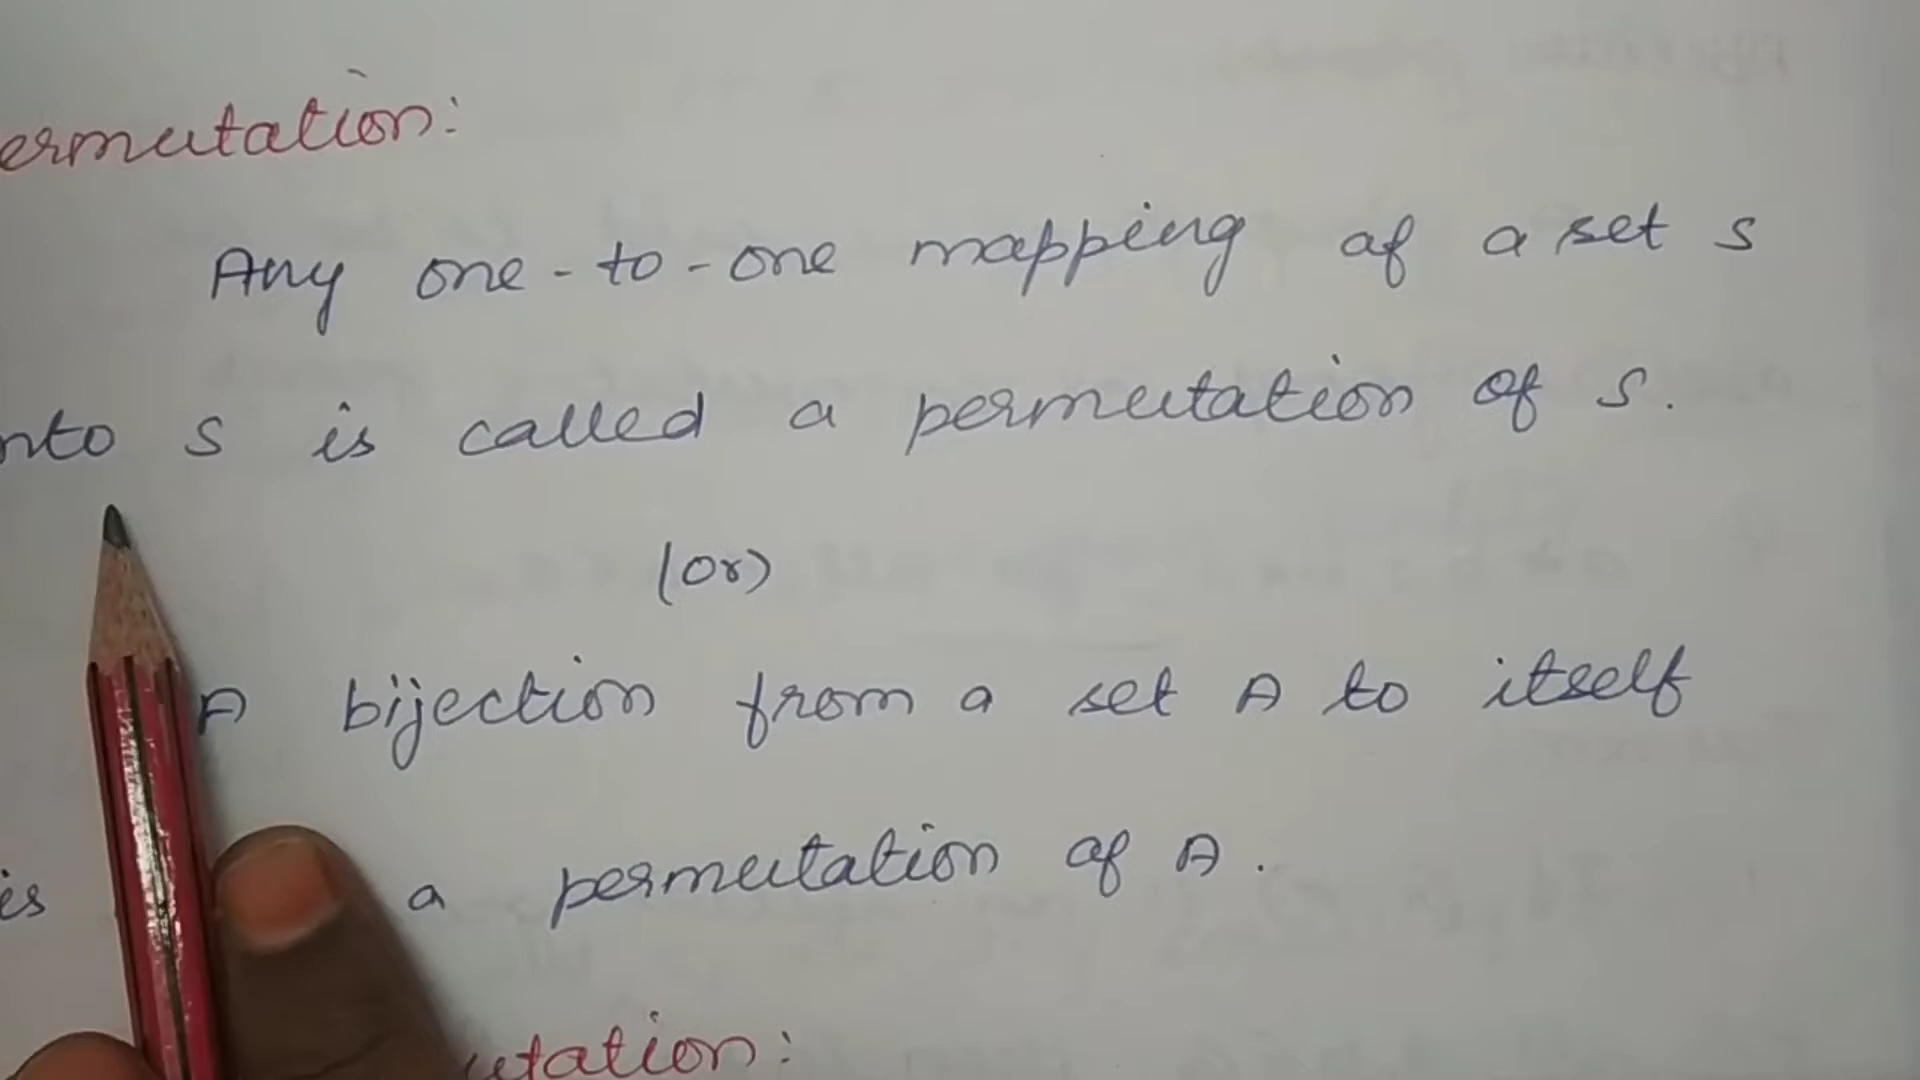 ermutation:
Any one-to-one mapping of a set S
nto S is called a permutation of S.
(Or)
A bijection from a set A to itself
is a permutation of A.
utation: